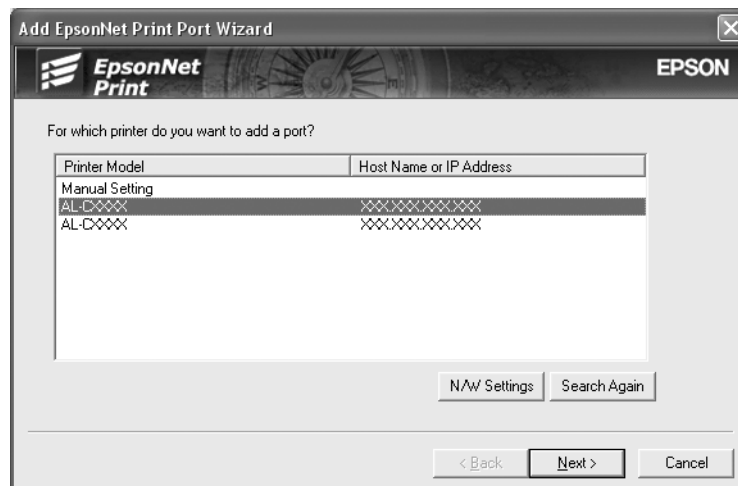 Add EpsonNet Print Port Wizard
EpsonNet
Print
EPSON
For which printer do you want to add a port?
Printer Model Host Name or IP Address
Manual Setting
AL-CXXXX XXX.XXX.XXX.XXX
AL-CXXXX XXX.XXX.XXX.XXX
N/W Settings Search Again
< Back Next > Cancel